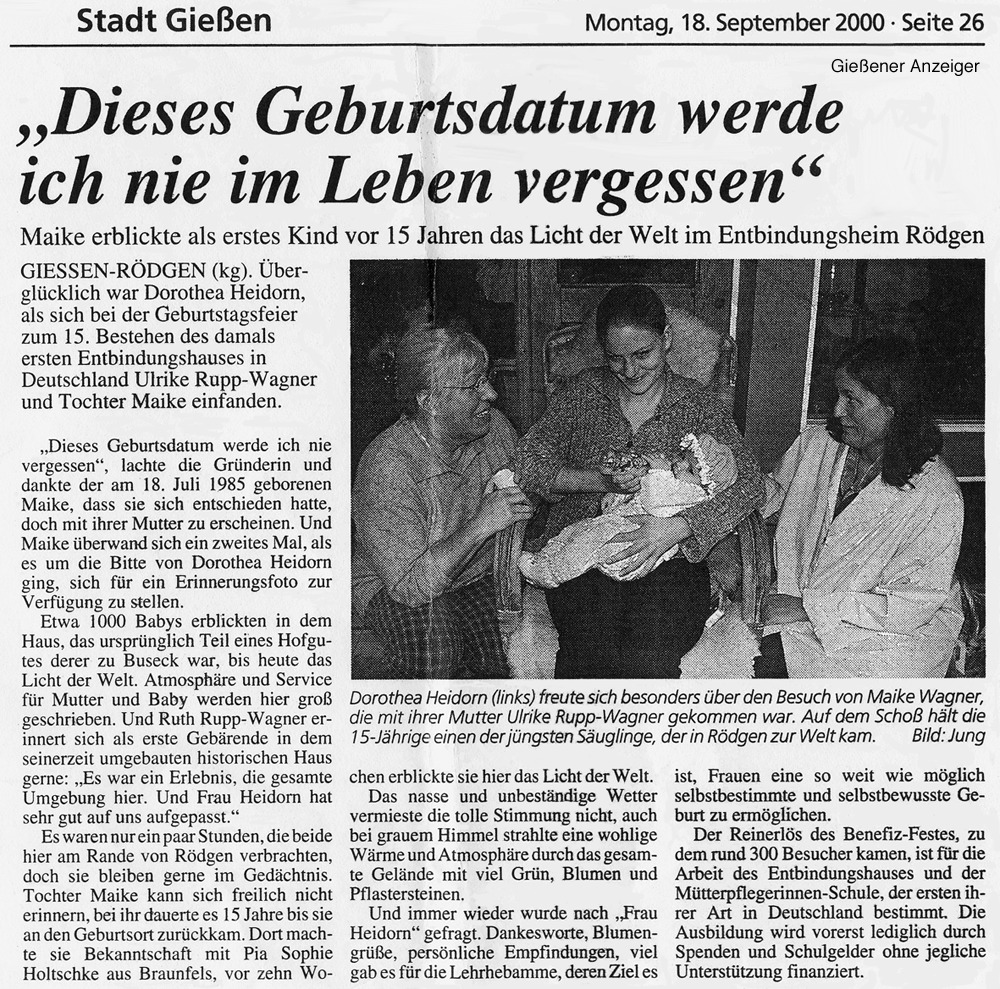 Stadt Gießen
Montag, 18. September 2000 · Seite 26
Gießener Anzeiger
„Dieses Geburtsdatum werde
ich nie im Leben vergessen“
Maike erblickte als erstes Kind vor 15 Jahren das Licht der Welt im Entbindungsheim Rödgen
GIESSEN-RÖDGEN (kg). Über-
glücklich war Dorothea Heidorn,
als sich bei der Geburtstagsfeier
zum 15. Bestehen des damals
ersten Entbindungshauses in
Deutschland Ulrike Rupp-Wagner
und Tochter Maike einfanden.
„Dieses Geburtsdatum werde ich nie
vergessen“, lachte die Gründerin und
dankte der am 18. Juli 1985 geborenen
Maike, dass sie sich entschieden hatte,
doch mit ihrer Mutter zu erscheinen. Und
Maike überwand sich ein zweites Mal, als
es um die Bitte von Dorothea Heidorn
ging, sich für ein Erinnerungsfoto zur
Verfügung zu stellen.
Etwa 1000 Babys erblickten in dem
Haus, das ursprünglich Teil eines Hofgu-
tes derer zu Buseck war, bis heute das
Licht der Welt. Atmosphäre und Service
für Mutter und Baby werden hier groß
geschrieben. Und Ruth Rupp-Wagner er-
innert sich als erste Gebärende in dem
seinerzeit umgebauten historischen Haus
gerne: „Es war ein Erlebnis, die gesamte
Umgebung hier. Und Frau Heidorn hat
sehr gut auf uns aufgepasst.“
Es waren nur ein paar Stunden, die beide
hier am Rande von Rödgen verbrachten,
doch sie bleiben gerne im Gedächtnis.
Tochter Maike kann sich freilich nicht
erinnern, bei ihr dauerte es 15 Jahre bis sie
an den Geburtsort zurückkam. Dort mach-
te sie Bekanntschaft mit Pia Sophie
Holtschke aus Braunfels, vor zehn Wo-
Dorothea Heidorn (links) freute sich besonders über den Besuch von Maike Wagner,
die mit ihrer Mutter Ulrike Rupp-Wagner gekommen war. Auf dem Schoß hält die
15-Jährige einen der jüngsten Säuglinge, der in Rödgen zur Welt kam. Bild: Jung
chen erblickte sie hier das Licht der Welt.
Das nasse und unbeständige Wetter
vermieste die tolle Stimmung nicht, auch
bei grauem Himmel strahlte eine wohlige
Wärme und Atmosphäre durch das gesam-
te Gelände mit viel Grün, Blumen und
Pflastersteinen.
Und immer wieder wurde nach „Frau
Heidorn“ gefragt. Dankesworte, Blumen-
grüße, persönliche Empfindungen, viel
gab es für die Lehrhebamme, deren Ziel es
ist, Frauen eine so weit wie möglich
selbstbestimmte und selbstbewusste Ge-
burt zu ermöglichen.
Der Reinerlös des Benefiz-Festes, zu
dem rund 300 Besucher kamen, ist für die
Arbeit des Entbindungshauses und der
Mütterpflegerinnen-Schule, der ersten ih-
rer Art in Deutschland bestimmt. Die
Ausbildung wird vorerst lediglich durch
Spenden und Schulgelder ohne jegliche
Unterstützung finanziert.